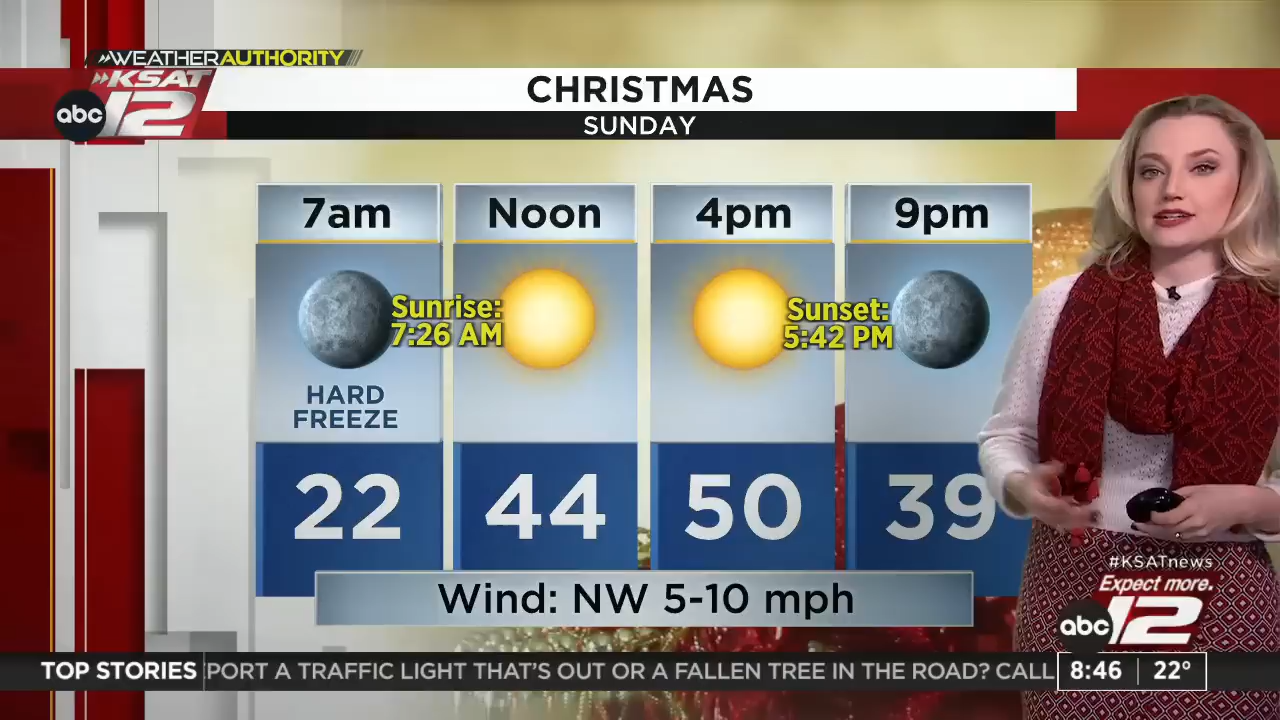 WEATHERAUTHORITY
KSAT
abc 12
CHRISTMAS
SUNDAY
7am
Noon
4pm
9pm
Sunrise:
7:26 AM
Sunset:
5:42 PM
HARD
FREEZE
22
44
50
39
Wind: NW 5-10 mph
#KSATnews
Expect more.
abc 12
TOP STORIES
PORT A TRAFFIC LIGHT THAT'S OUT OR A FALLEN TREE IN THE ROAD? CALL
8:46
22°